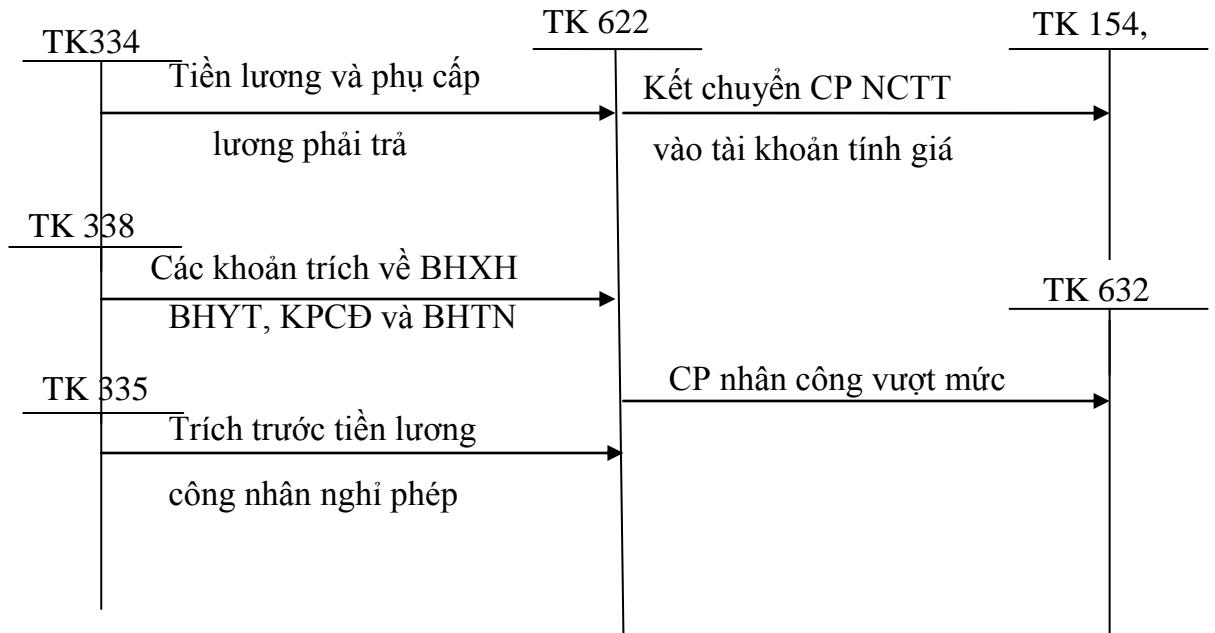 TK334
TK 622
TK 154,
Tiền lương và phụ cấp
lương phải trả
Kết chuyển CP NCTT
vào tài khoản tính giá
TK 338
Các khoản trích về BHXH
BHYT, KPCĐ và BHTN
TK 632
TK 335
CP nhân công vượt mức
Trích trước tiền lương
công nhân nghỉ phép